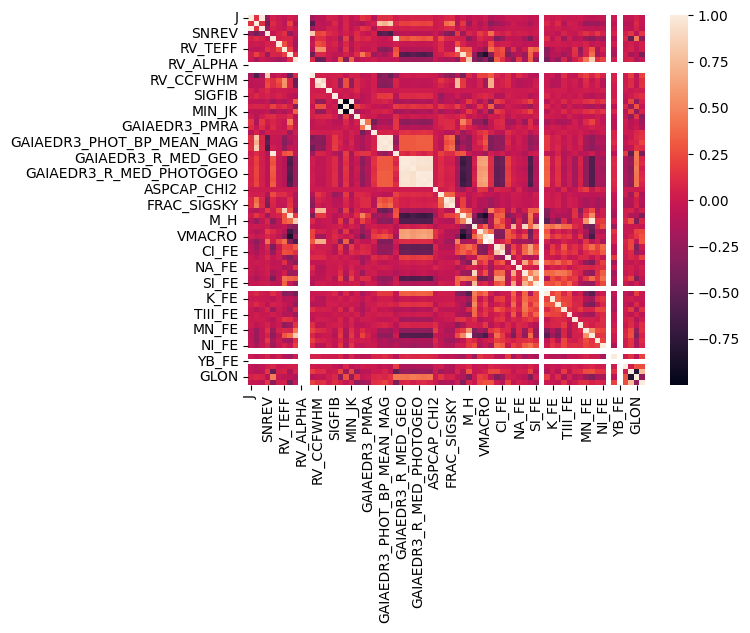 J
SNREV
RV_TEFF
RV_ALPHA
RV_CCFWHM
SIGFIB
MIN_JK
GAIAEDR3_PMRA
GAIAEDR3_PHOT_BP_MEAN_MAG
GAIAEDR3_R_MED_GEO
GAIAEDR3_R_MED_PHOTOGEO
ASPCAP_CHI2
FRAC_SIGSKY
M_H
VMACRO
CI_FE
NA_FE
SI_FE
K_FE
TIII_FE
MN_FE
NI_FE
YB_FE
GLON
J
SNREV
RV_TEFF
RV_ALPHA
RV_CCFWHM
SIGFIB
MIN_JK
GAIAEDR3_PMRA
GAIAEDR3_PHOT_BP_MEAN_MAG
GAIAEDR3_R_MED_GEO
GAIAEDR3_R_MED_PHOTOGEO
ASPCAP_CHI2
FRAC_SIGSKY
M_H
VMACRO
CI_FE
NA_FE
SI_FE
K_FE
TIII_FE
MN_FE
NI_FE
YB_FE
GLON
1.00
0.75
0.50
0.25
0.00
−0.25
−0.50
−0.75